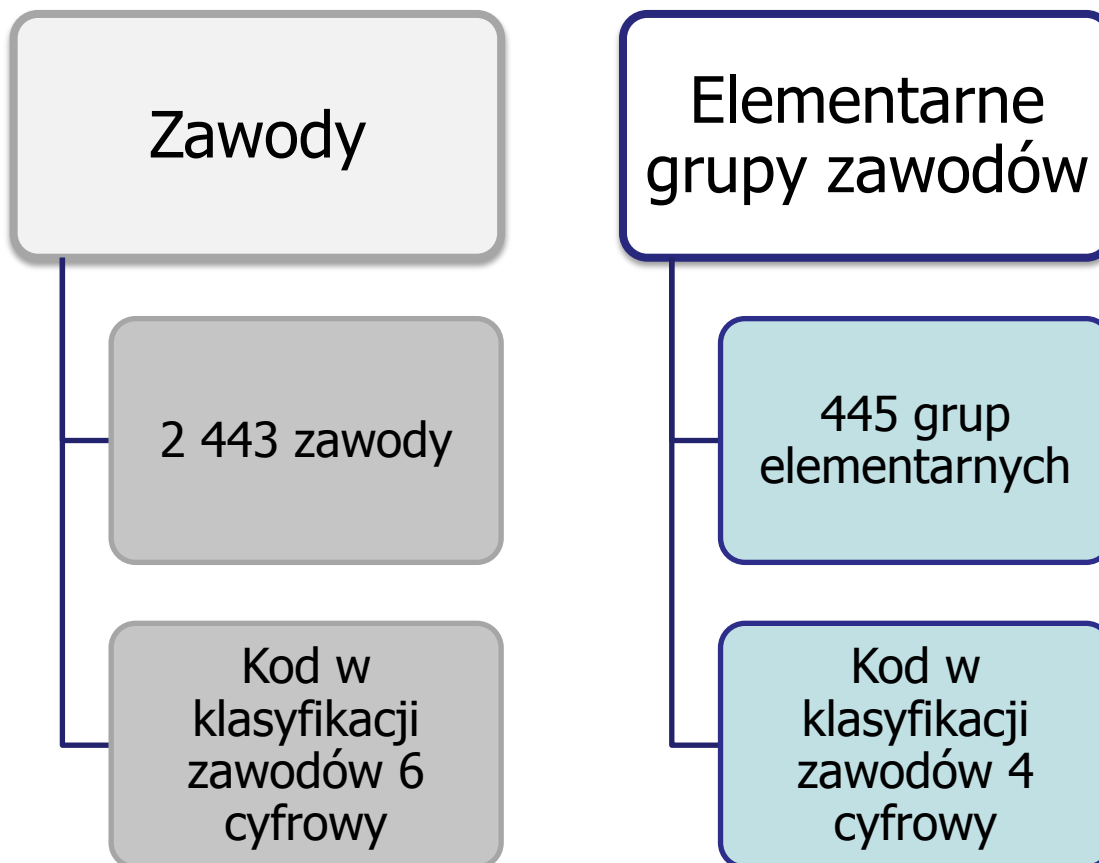 Zawody
2 443 zawody
Kod w
klasyfikacji
zawodów 6
cyfrowy
Elementarne
grupy zawodów
445 grup
elementarnych
Kod w
klasyfikacji
zawodów 4
cyfrowy